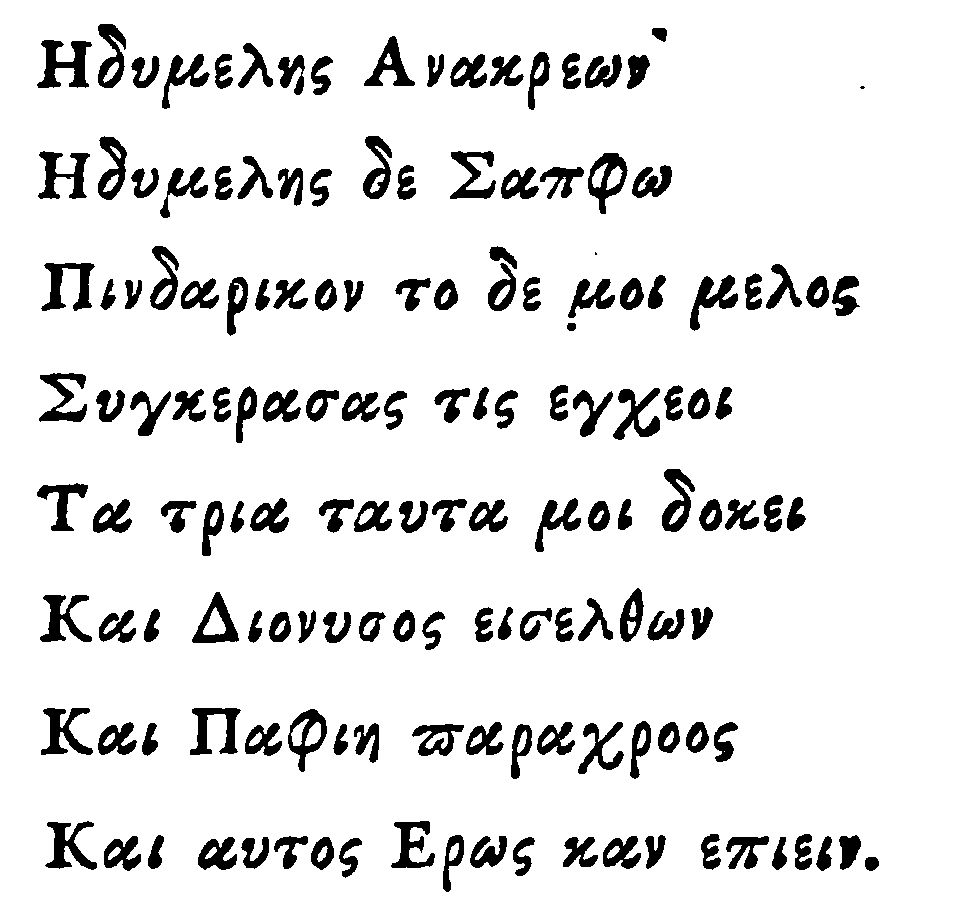 Ηδυμελης Ανακρεων
Ηδυμελης δε Σαπφω
Πινδαρικον το δε μοι μελος
Συγκερασας τις εγχεοι
Τα τρια ταυτα μοι δοκει
Και Διονυσος εισελθων
Και Παφιη ϖαραχροος
Και αυτος Ερως καν επιειν.